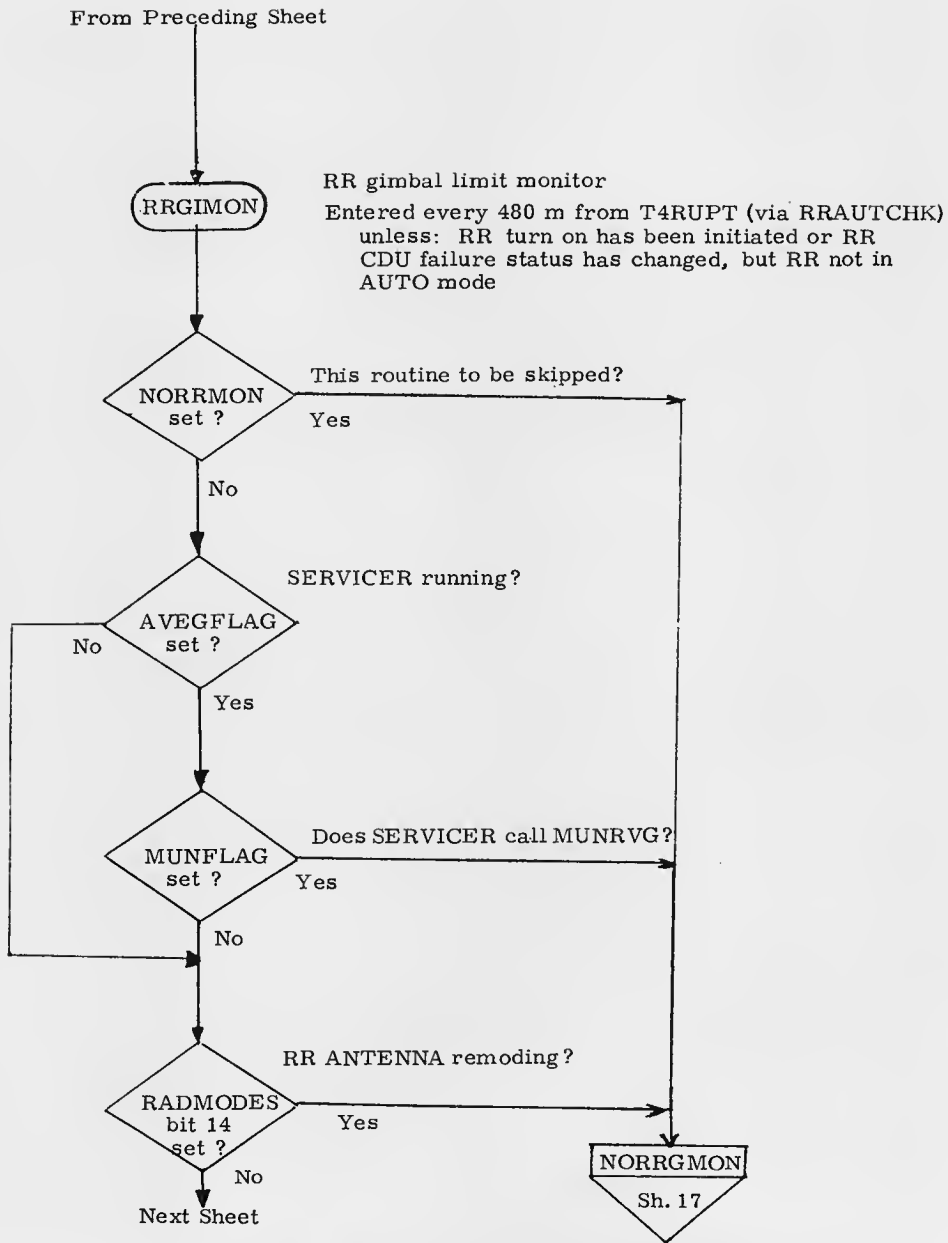 From Preceding Sheet
RRGIMON
RR gimbal limit monitor
Entered every 480 m from T4RUPT (via RRAUTCHK)
unless: RR turn on has been initiated or RR
CDU failure status has changed, but RR not in
AUTO mode
NORRMON
set ?
This routine to be skipped?
Yes
No
SERVICER running?
AVEGFLAG
set ?
No
Yes
MUNFLAG
set ?
Does SERVICER call MUNRVG?
Yes
No
RR ANTENNA remoding?
RADMODES
bit 14
set ?
Yes
No
Next Sheet
NORRGMON
Sh. 17